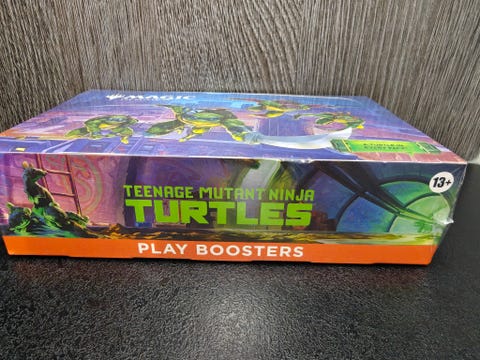 MAGIC
13+
TEENAGE MUTANT NINJA
TURTLES
PLAY BOOSTERS